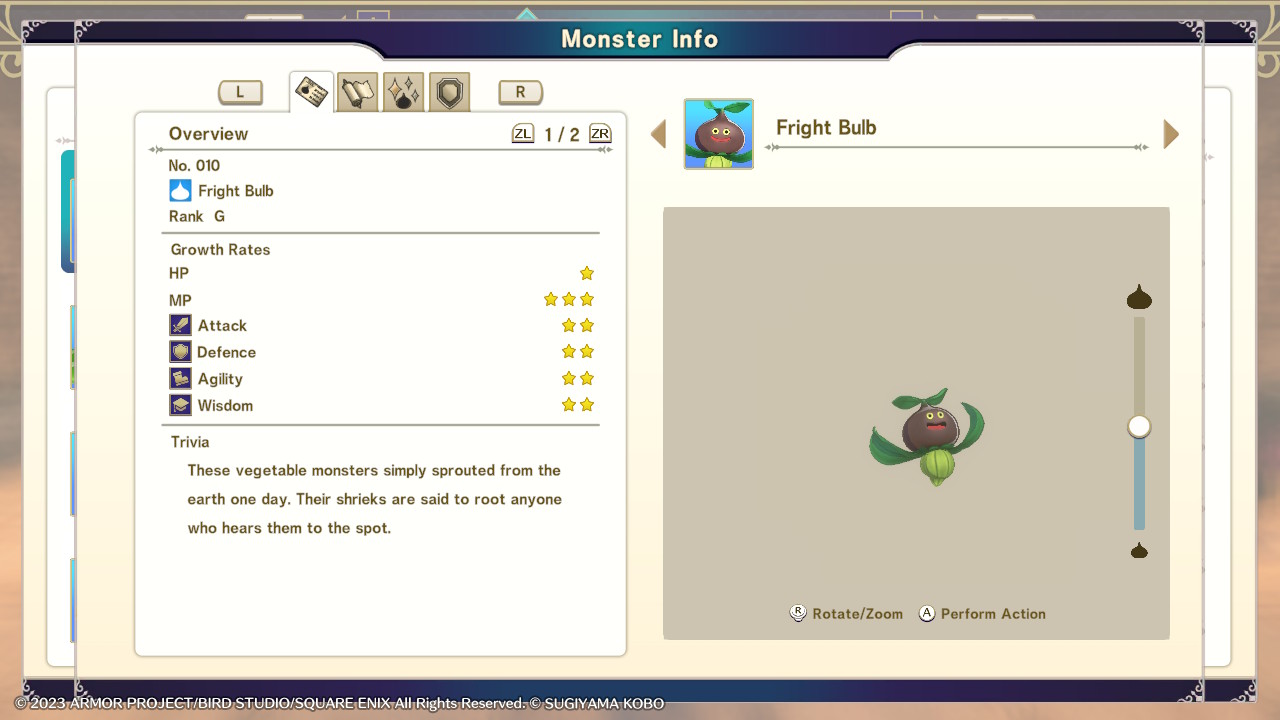 Monster Info
L
R
Overview
ZL 1 / 2 ZR
No. 010
Fright Bulb
Rank G
Growth Rates
HP
MP
Attack
Defence
Agility
Wisdom
Trivia
These vegetable monsters simply sprouted from the
earth one day. Their shrieks are said to root anyone
who hears them to the spot.
Fright Bulb
R Rotate/Zoom A Perform Action
© 2023 ARMOR PROJECT/BIRD STUDIO/SQUARE ENIX All Rights Reserved. © SUGIYAMA KOBO